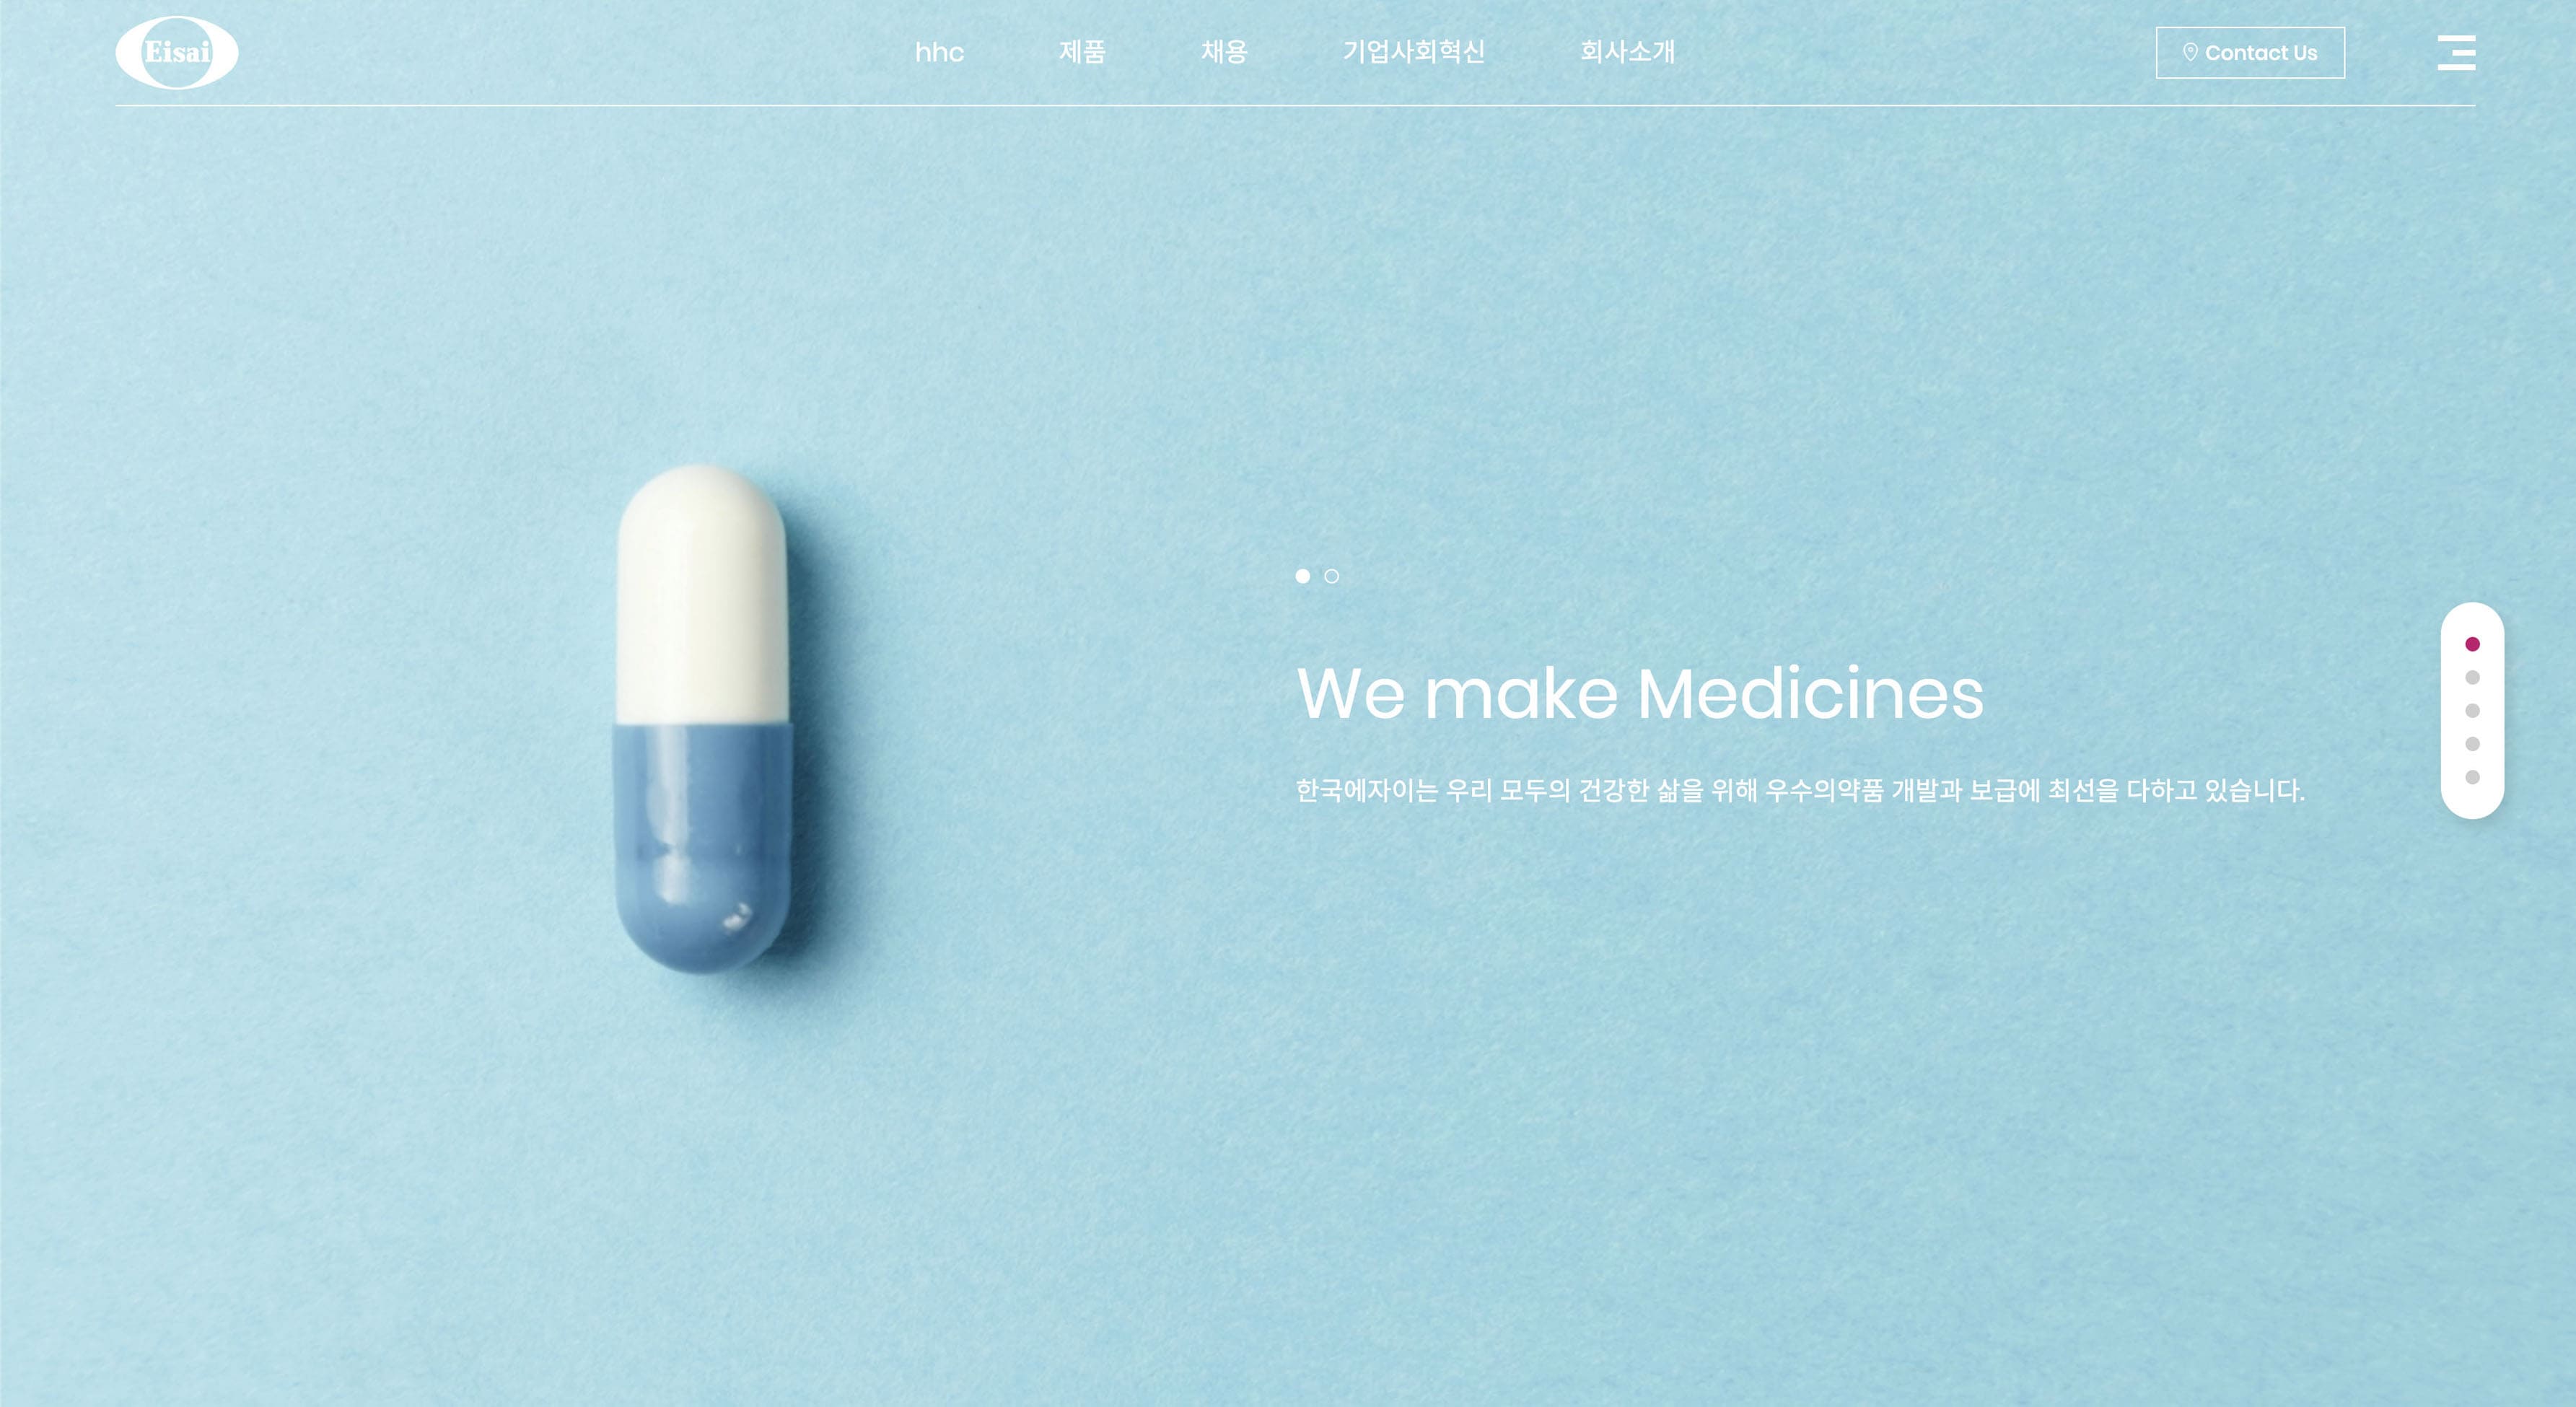 Eisai
hhc 제품 채용 기업사회혁신 회사소개
Contact Us
We make Medicines
한국에자이는 우리 모두의 건강한 삶을 위해 우수의약품 개발과 보급에 최선을 다하고 있습니다.